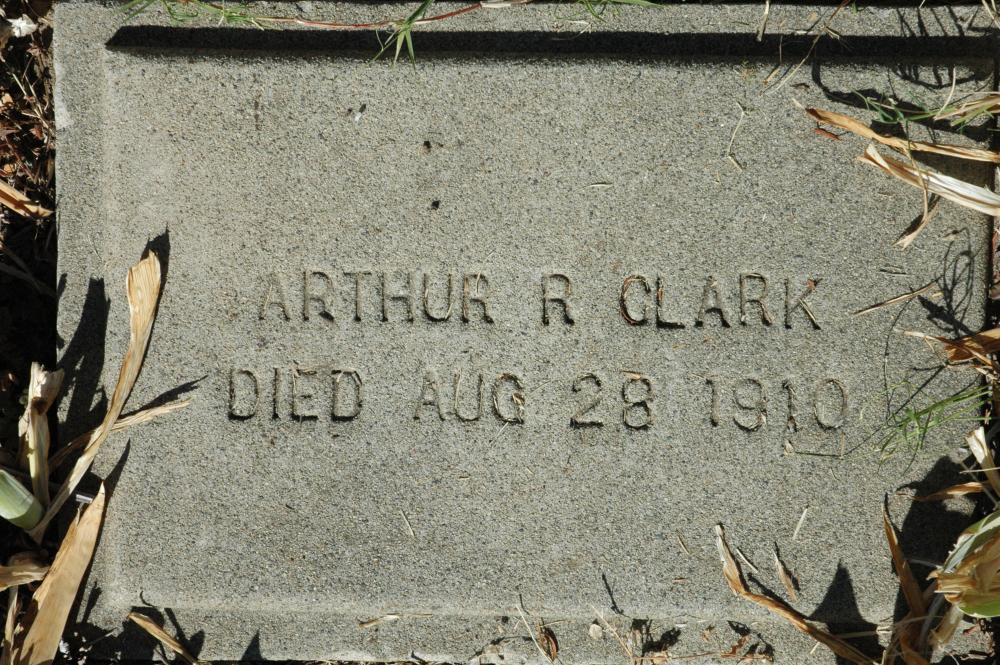 ARTHUR R CLARK
DIED AUG 28 1910